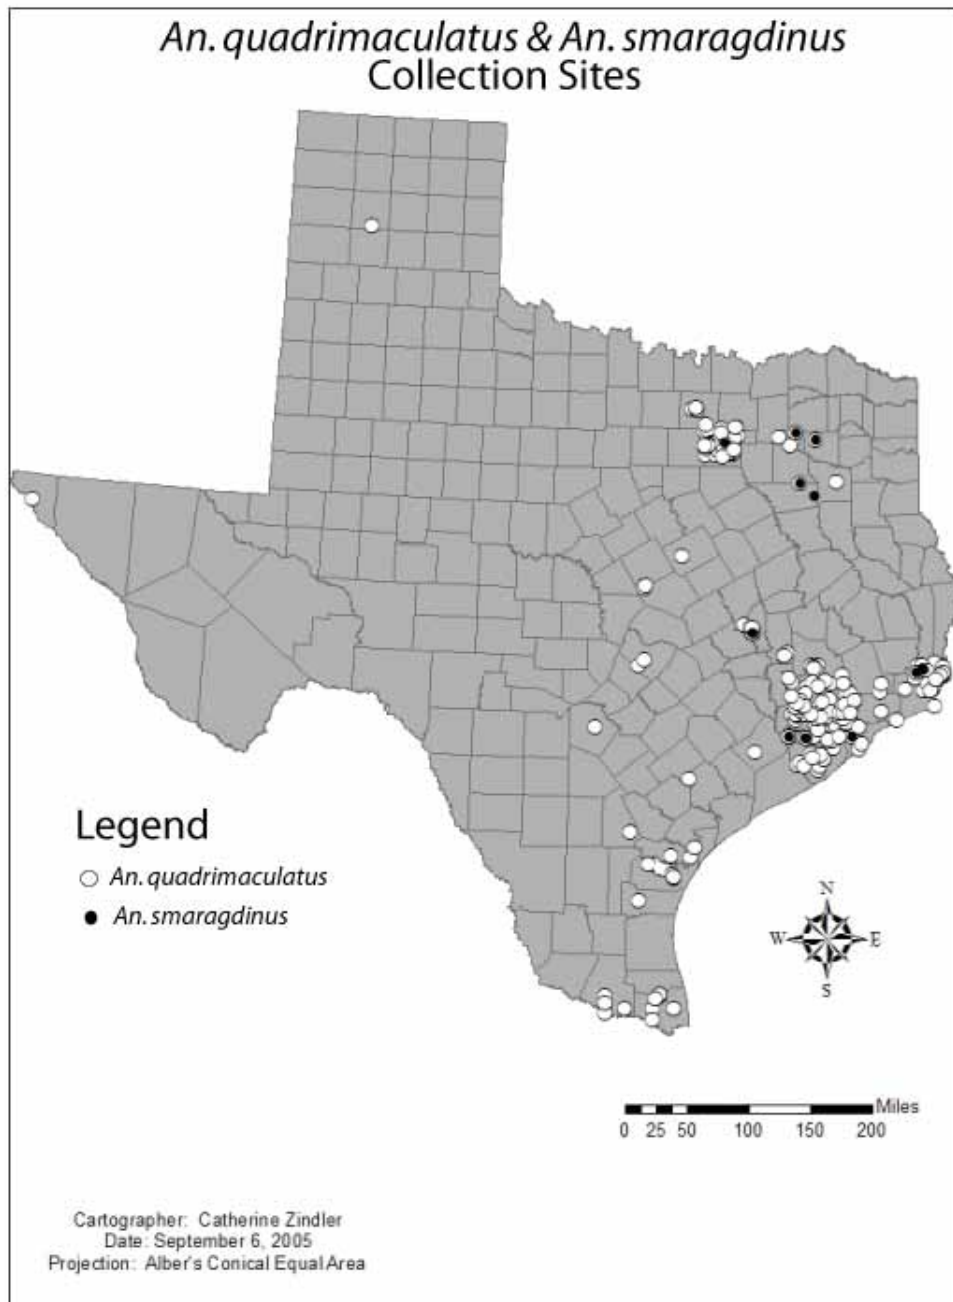 An. quadrimaculatus & An. smaragdinus
Collection Sites
Legend
An. quadrimaculatus
An. smaragdinus
N
W E
S
Miles
0 25 50 100 150 200
Cartographer: Catherine Zindler
Date: September 6, 2005
Projection: Alber's Conical Equal Area